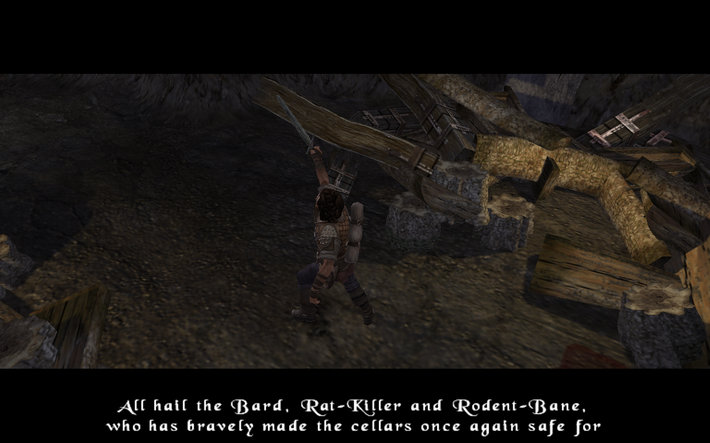 All hail the Bard, Rat-Killer and Rodent-Bane,
who has bravely made the cellars once again safe for